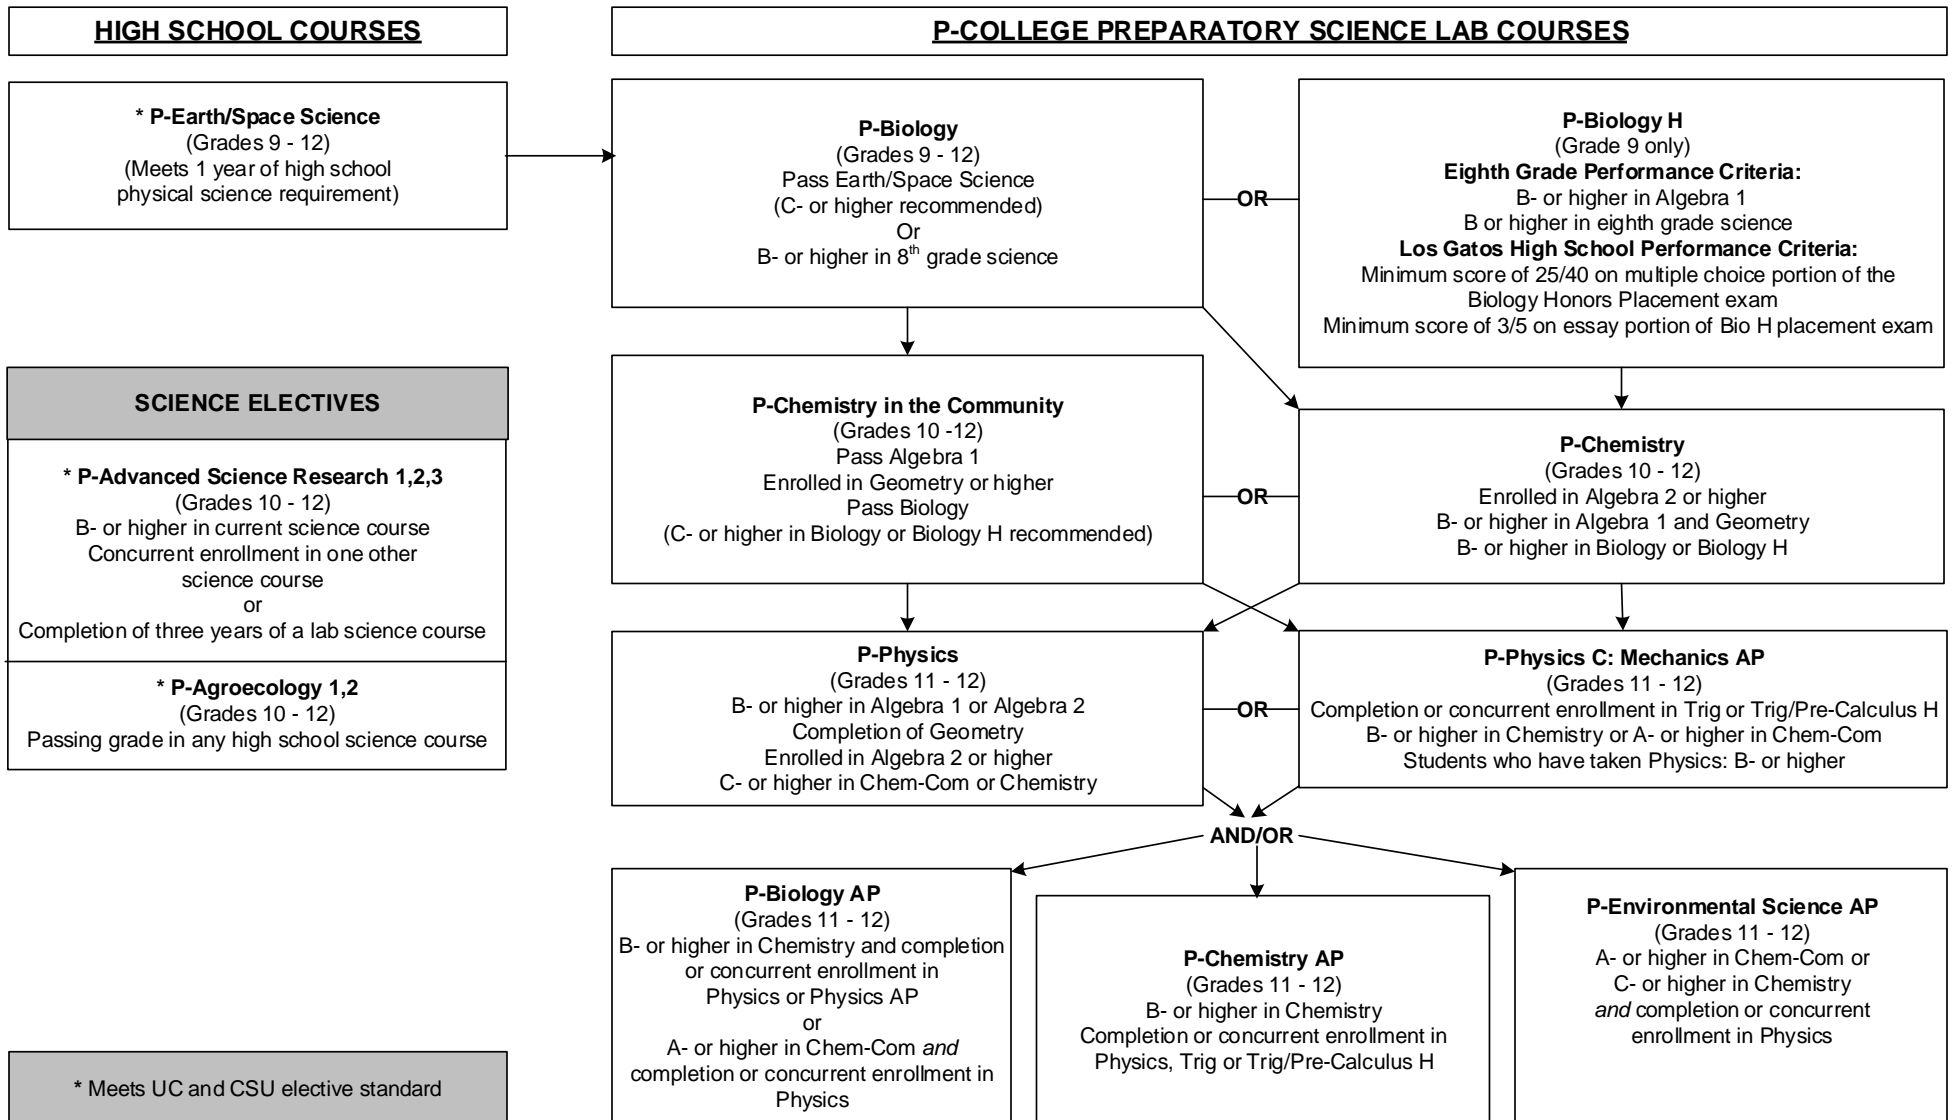 HIGH SCHOOL COURSES
P-COLLEGE PREPARATORY SCIENCE LAB COURSES
* P-Earth/Space Science
(Grades 9 - 12)
(Meets 1 year of high school
physical science requirement)
P-Biology
(Grades 9 - 12)
Pass Earth/Space Science
(C- or higher recommended)
Or
B- or higher in 8th grade science
OR
P-Biology H
(Grade 9 only)
Eighth Grade Performance Criteria:
B- or higher in Algebra 1
B or higher in eighth grade science
Los Gatos High School Performance Criteria:
Minimum score of 25/40 on multiple choice portion of the
Biology Honors Placement exam
Minimum score of 3/5 on essay portion of Bio H placement exam
SCIENCE ELECTIVES
* P-Advanced Science Research 1,2,3
(Grades 10 - 12)
B- or higher in current science course
Concurrent enrollment in one other
science course
or
Completion of three years of a lab science course
* P-Agroecology 1,2
(Grades 10 - 12)
Passing grade in any high school science course
P-Chemistry in the Community
(Grades 10 -12)
Pass Algebra 1
Enrolled in Geometry or higher
Pass Biology
(C- or higher in Biology or Biology H recommended)
OR
P-Chemistry
(Grades 10 - 12)
Enrolled in Algebra 2 or higher
B- or higher in Algebra 1 and Geometry
B- or higher in Biology or Biology H
P-Physics
(Grades 11 - 12)
B- or higher in Algebra 1 or Algebra 2
Completion of Geometry
Enrolled in Algebra 2 or higher
C- or higher in Chem-Com or Chemistry
OR
P-Physics C: Mechanics AP
(Grades 11 - 12)
Completion or concurrent enrollment in Trig or Trig/Pre-Calculus H
B- or higher in Chemistry or A- or higher in Chem-Com
Students who have taken Physics: B- or higher
AND/OR
P-Biology AP
(Grades 11 - 12)
B- or higher in Chemistry and completion
or concurrent enrollment in
Physics or Physics AP
or
A- or higher in Chem-Com and
completion or concurrent enrollment in
Physics
P-Chemistry AP
(Grades 11 - 12)
B- or higher in Chemistry
Completion or concurrent enrollment in
Physics, Trig or Trig/Pre-Calculus H
P-Environmental Science AP
(Grades 11 - 12)
A- or higher in Chem-Com or
C- or higher in Chemistry
and completion or concurrent
enrollment in Physics
* Meets UC and CSU elective standard